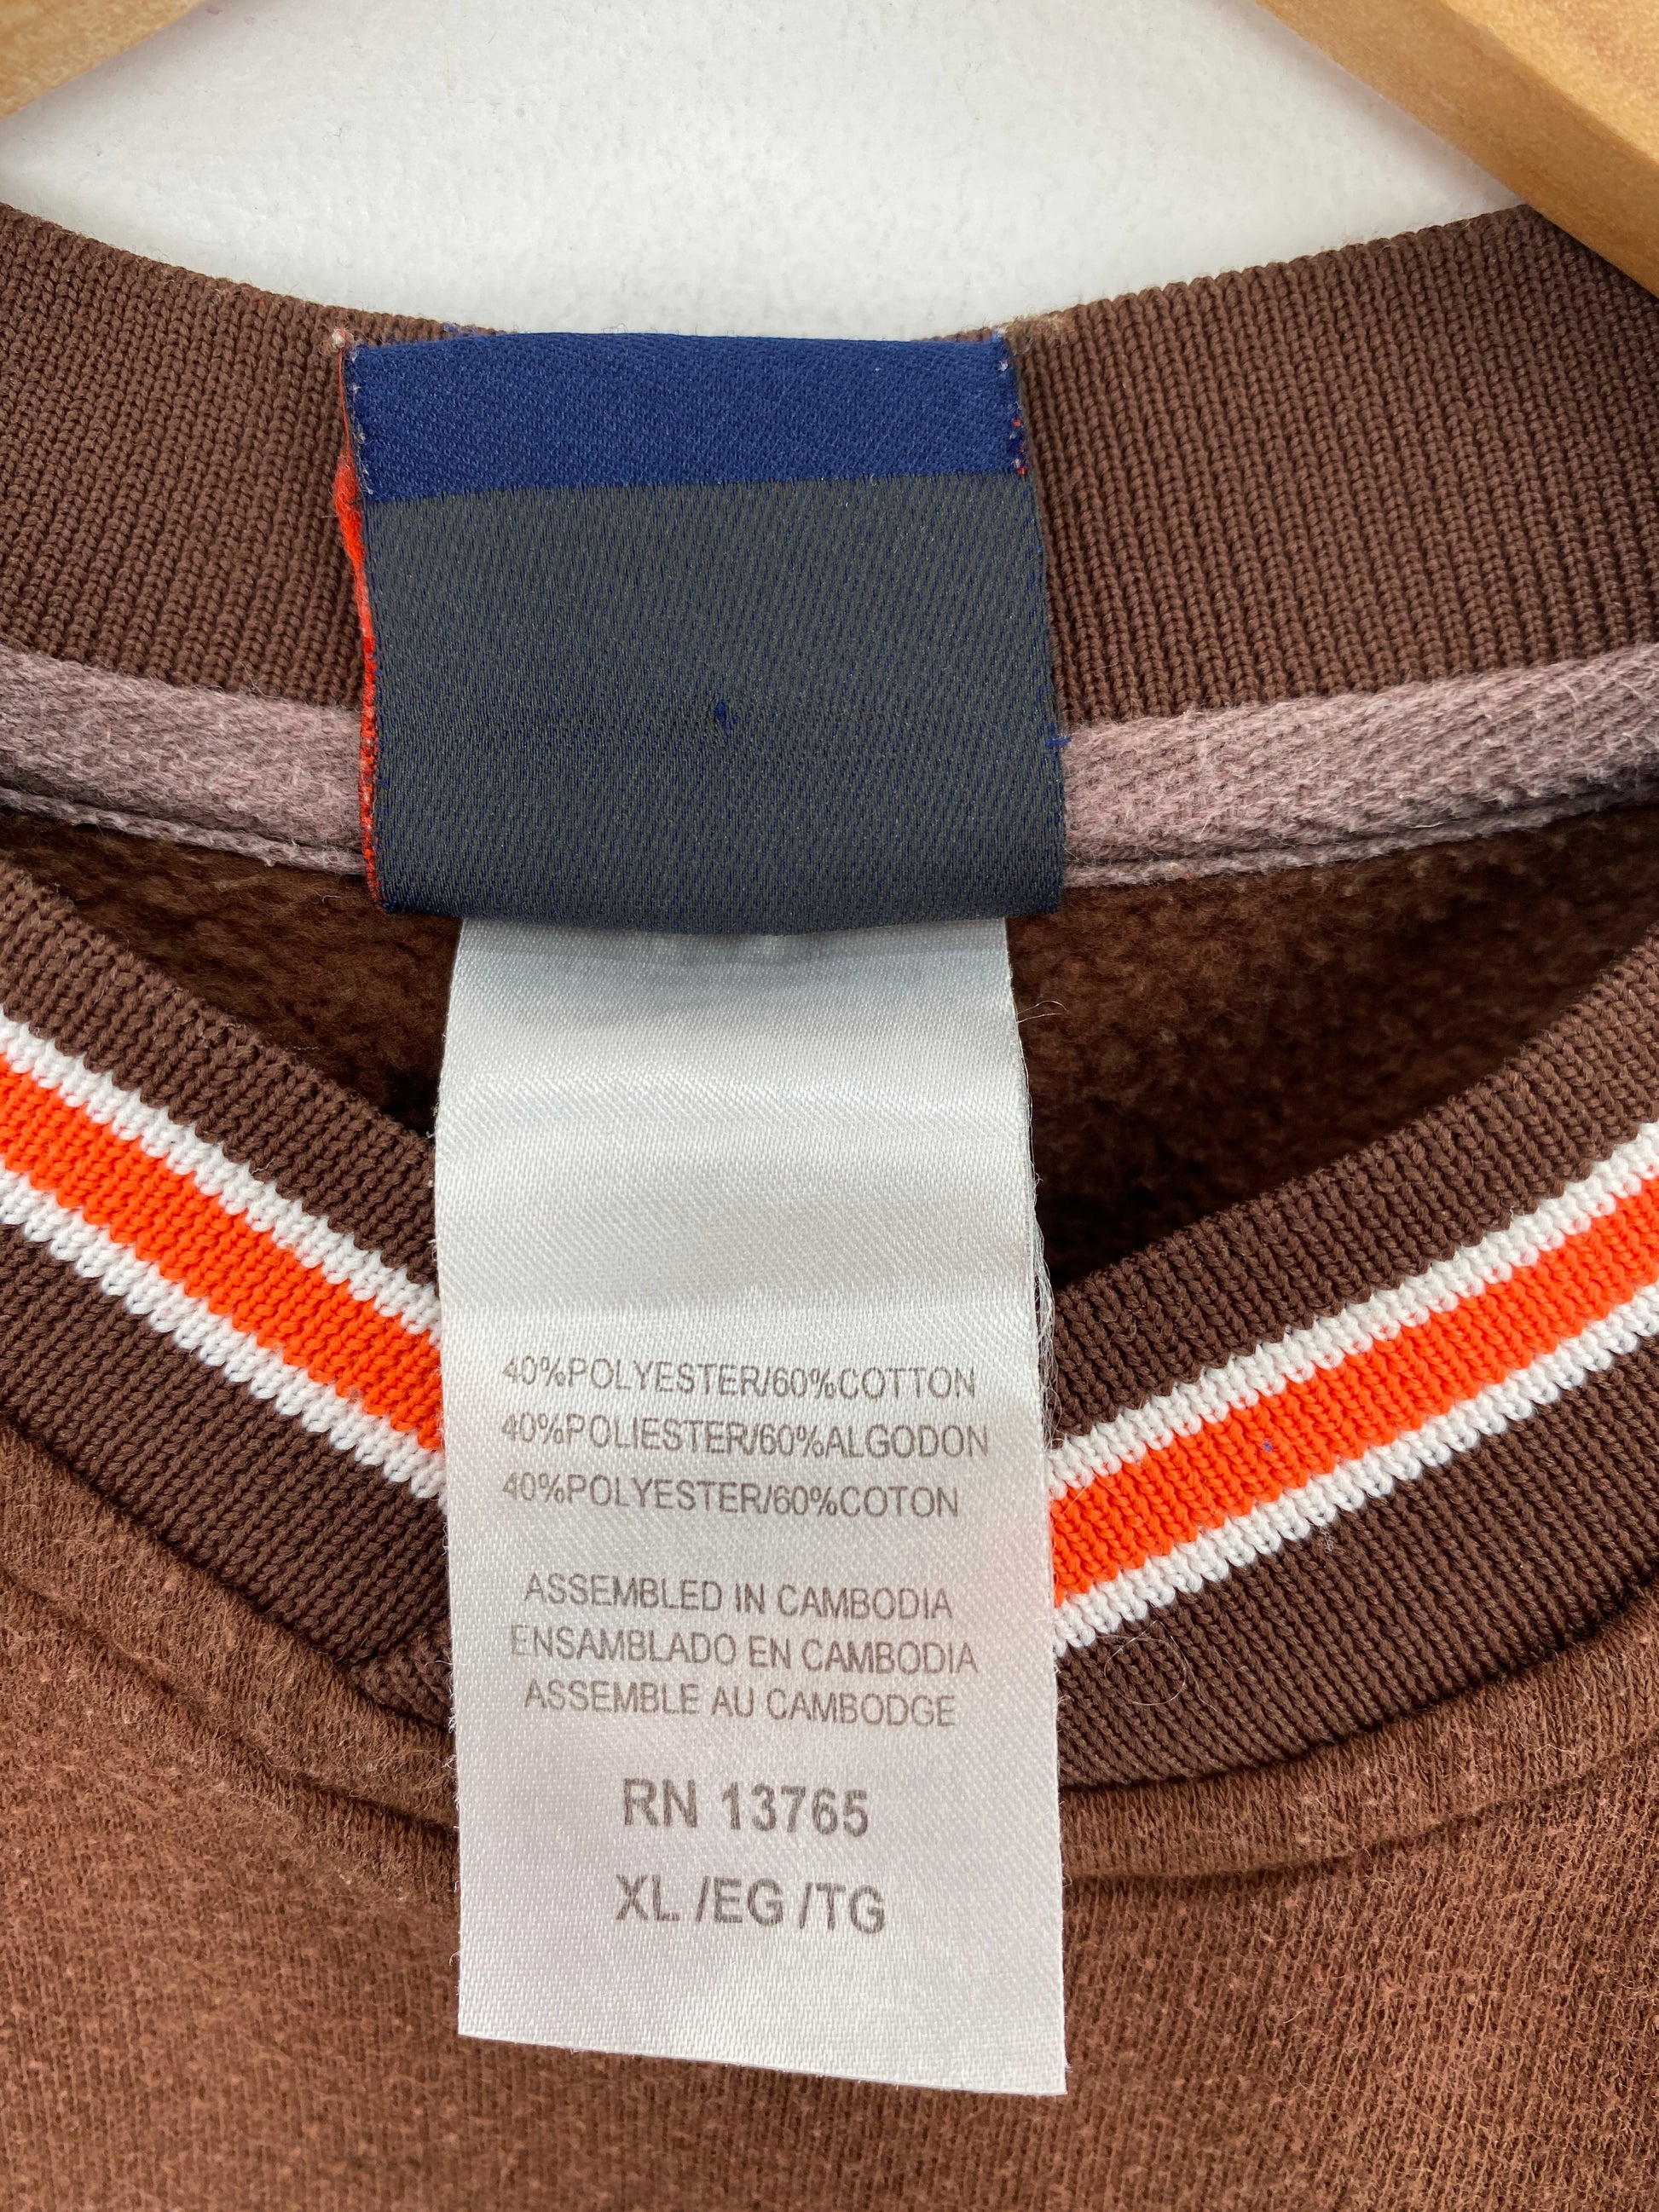 40%POLYESTER/60%COTTON
40%POLIESTER/60%ALGODON
40%POLYESTER/60%COTON
ASSEMBLED IN CAMBODIA
ENSAMBLADO EN CAMBODIA
ASSEMBLE AU CAMBODGE
RN 13765
XL /EG /TG